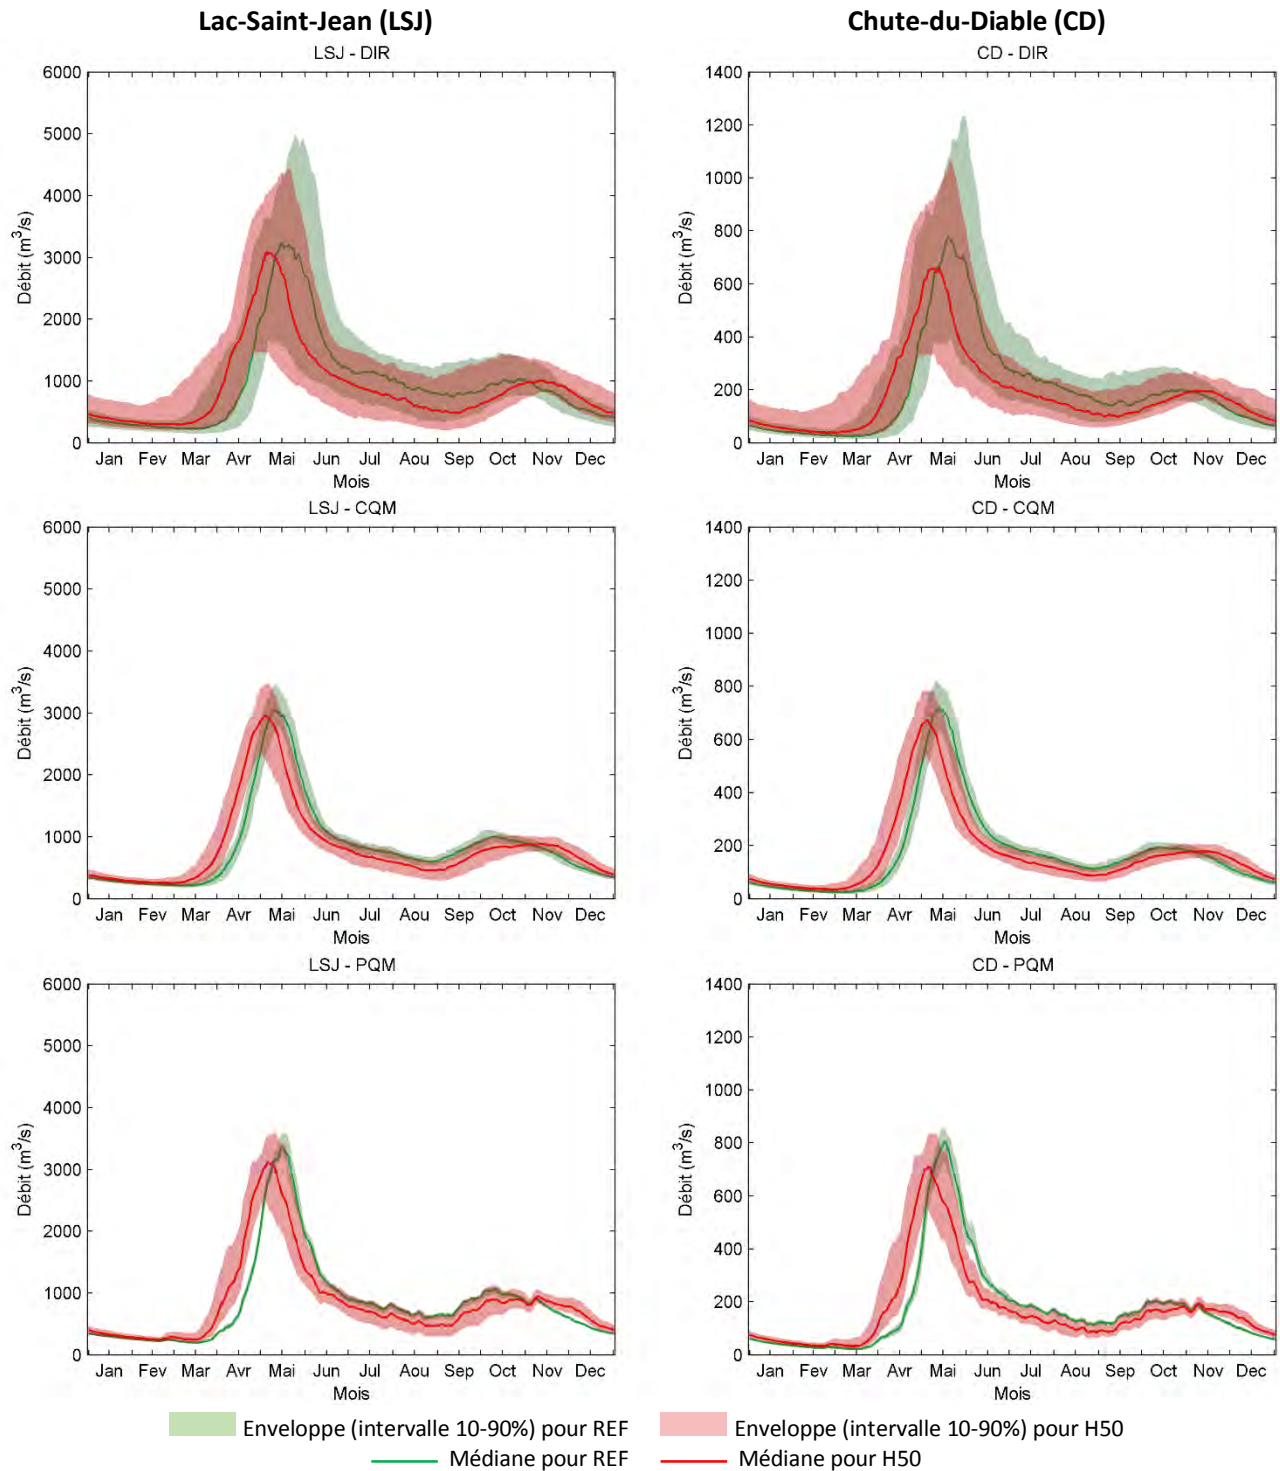 Lac-Saint-Jean (LSJ)
Chute-du-Diable (CD)
LSJ - DIR
6000
5000
4000
3000
2000
1000
0
Débit (m³/s)
Jan Fev Mar Avr Mai Jun Jul Aou Sep Oct Nov Dec
Mois
CD - DIR
1400
1200
1000
800
600
400
200
0
Débit (m³/s)
Jan Fev Mar Avr Mai Jun Jul Aou Sep Oct Nov Dec
Mois
LSJ - CQM
6000
5000
4000
3000
2000
1000
0
Débit (m³/s)
Jan Fev Mar Avr Mai Jun Jul Aou Sep Oct Nov Dec
Mois
CD - CQM
1400
1200
1000
800
600
400
200
0
Débit (m³/s)
Jan Fev Mar Avr Mai Jun Jul Aou Sep Oct Nov Dec
Mois
LSJ - PQM
6000
5000
4000
3000
2000
1000
0
Débit (m³/s)
Jan Fev Mar Avr Mai Jun Jul Aou Sep Oct Nov Dec
Mois
CD - PQM
1400
1200
1000
800
600
400
200
0
Débit (m³/s)
Jan Fev Mar Avr Mai Jun Jul Aou Sep Oct Nov Dec
Mois
Enveloppe (intervalle 10-90%) pour REF
Enveloppe (intervalle 10-90%) pour H50
Médiane pour REF
Médiane pour H50